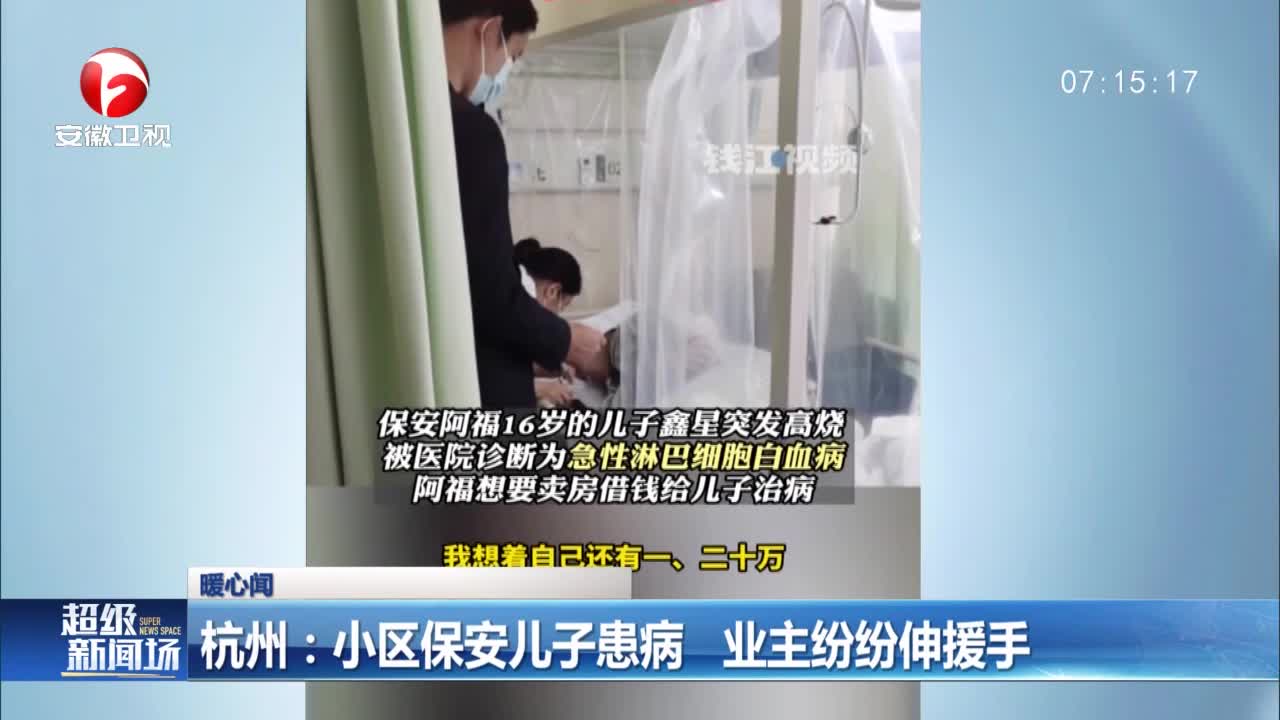 安徽卫视
07:15:17
钱江视频
02
保安阿福16岁的儿子鑫星突发高烧
被医院诊断为急性淋巴细胞白血病
阿福想要卖房借钱给儿子治病
我想着自己还有一、二十万
暖心闻
超级
新闻场
SUPER
NEWS SPACE
杭州：小区保安儿子患病 业主纷纷伸援手